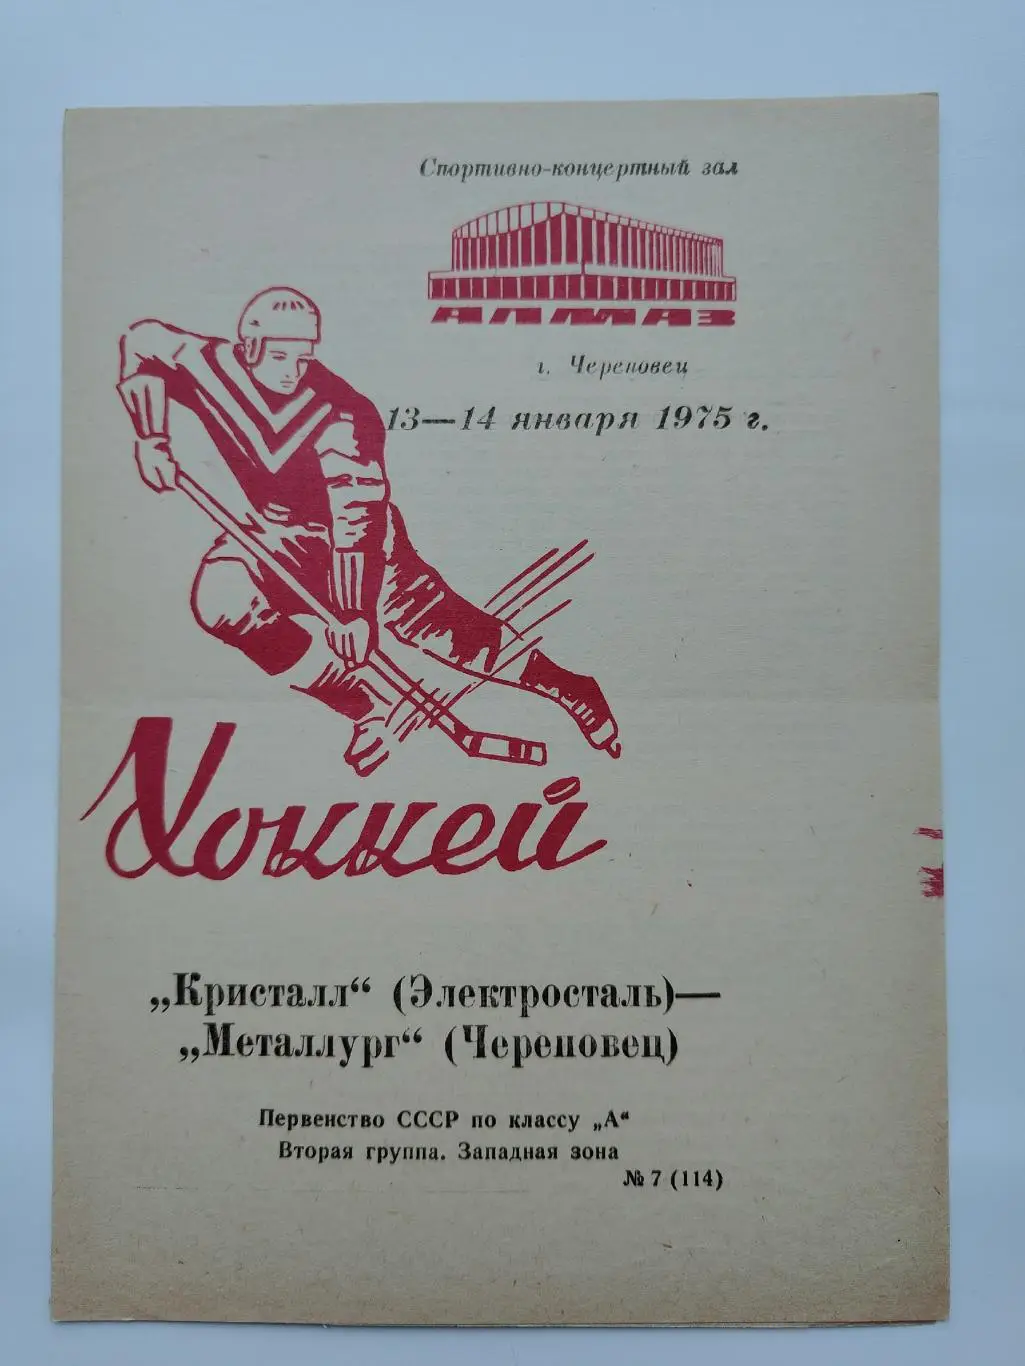 Спортивно-концертный зал
АЛМАЗ
г. Череповец
13—14 января 1975 г.
Хоккей
„Кристалл“ (Электросталь)—
„Металлург“ (Череповец)
Первенство СССР по классу „А“
Вторая группа. Западная зона
№ 7 (114)